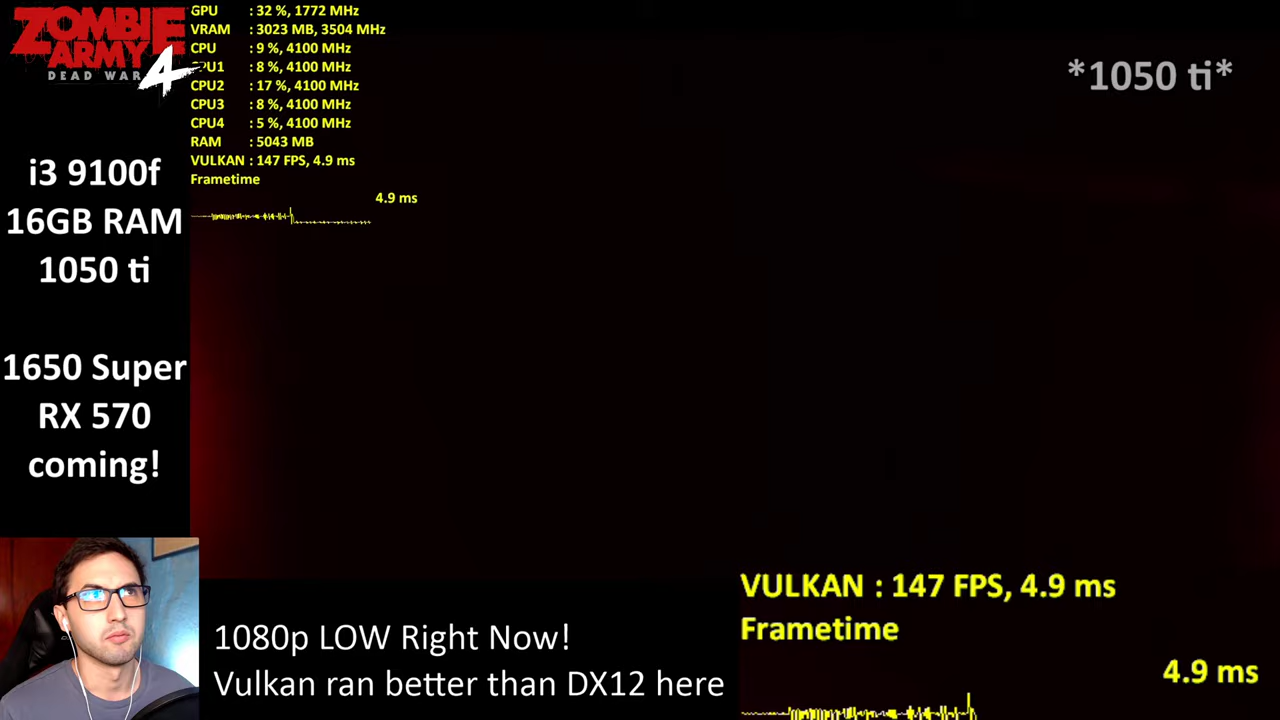 ZOMBIE
ARMY
DEAD WAR 4
GPU : 32 %, 1772 MHz
VRAM : 3023 MB, 3504 MHz
CPU : 9 %, 4100 MHz
CPU1 : 8 %, 4100 MHz
CPU2 : 17 %, 4100 MHz
CPU3 : 8 %, 4100 MHz
CPU4 : 5 %, 4100 MHz
RAM : 5043 MB
VULKAN : 147 FPS, 4.9 ms
Frametime
4.9 ms
*1050 ti*
i3 9100f
16GB RAM
1050 ti
1650 Super
RX 570
coming!
1080p LOW Right Now!
Vulkan ran better than DX12 here
VULKAN : 147 FPS, 4.9 ms
Frametime
4.9 ms